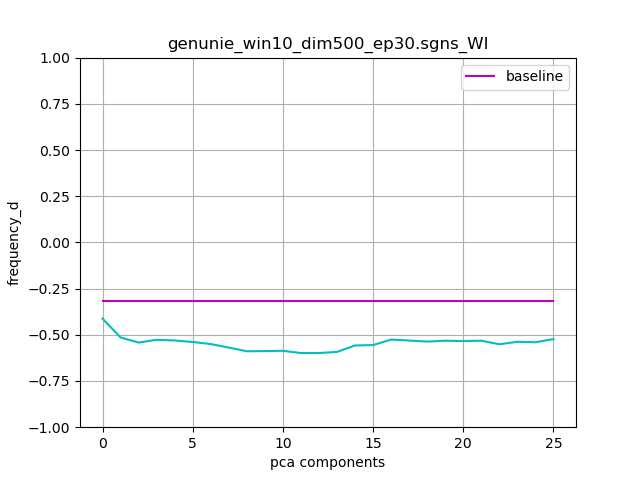 genunie_win10_dim500_ep30.sgns_WI
baseline
1.00
0.75
0.50
0.25
0.00
−0.25
−0.50
−0.75
−1.00
frequency_d
0 5 10 15 20 25
pca components